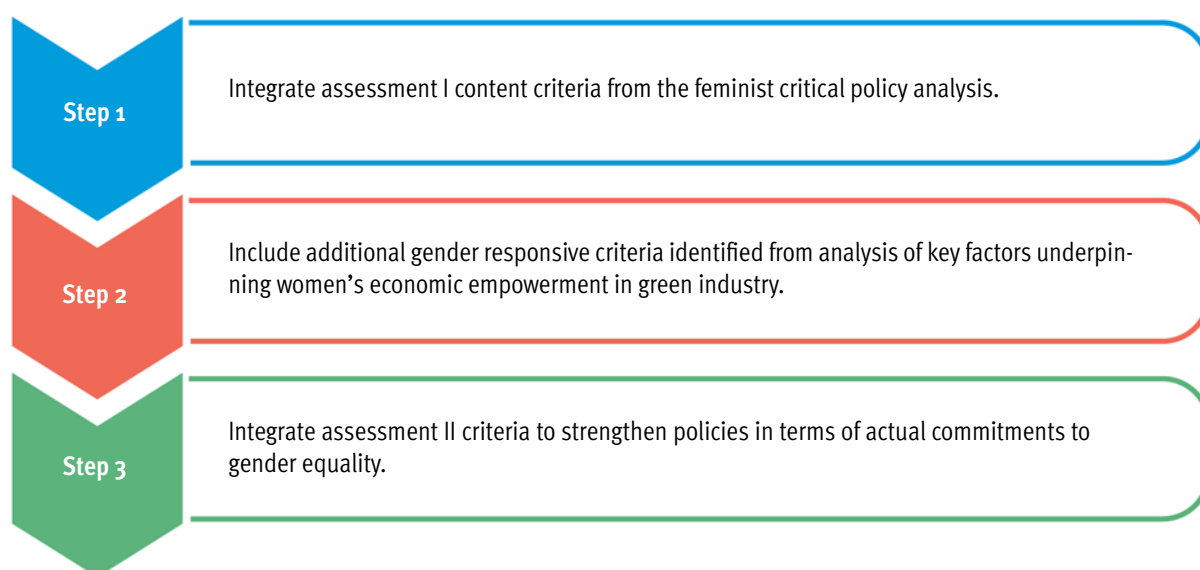 Step 1
Integrate assessment I content criteria from the feminist critical policy analysis.
Step 2
Include additional gender responsive criteria identified from analysis of key factors underpin-
ning women’s economic empowerment in green industry.
Step 3
Integrate assessment II criteria to strengthen policies in terms of actual commitments to
gender equality.